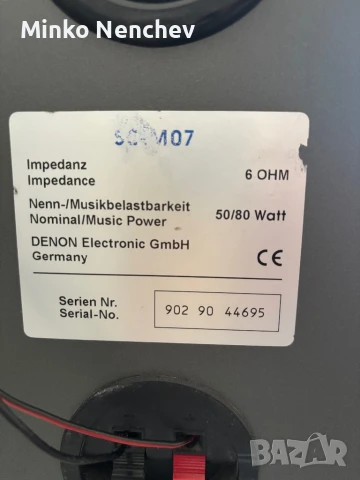 Minko Nenchev
SC-M07
Impedanz
Impedance
6 OHM
Nenn-/Musikbelastbarkeit
Nominal/Music Power
50/80 Watt
DENON Electronic GmbH
Germany
CE
Serien Nr.
Serial-No.
902 90 44695
BAZAR
bg